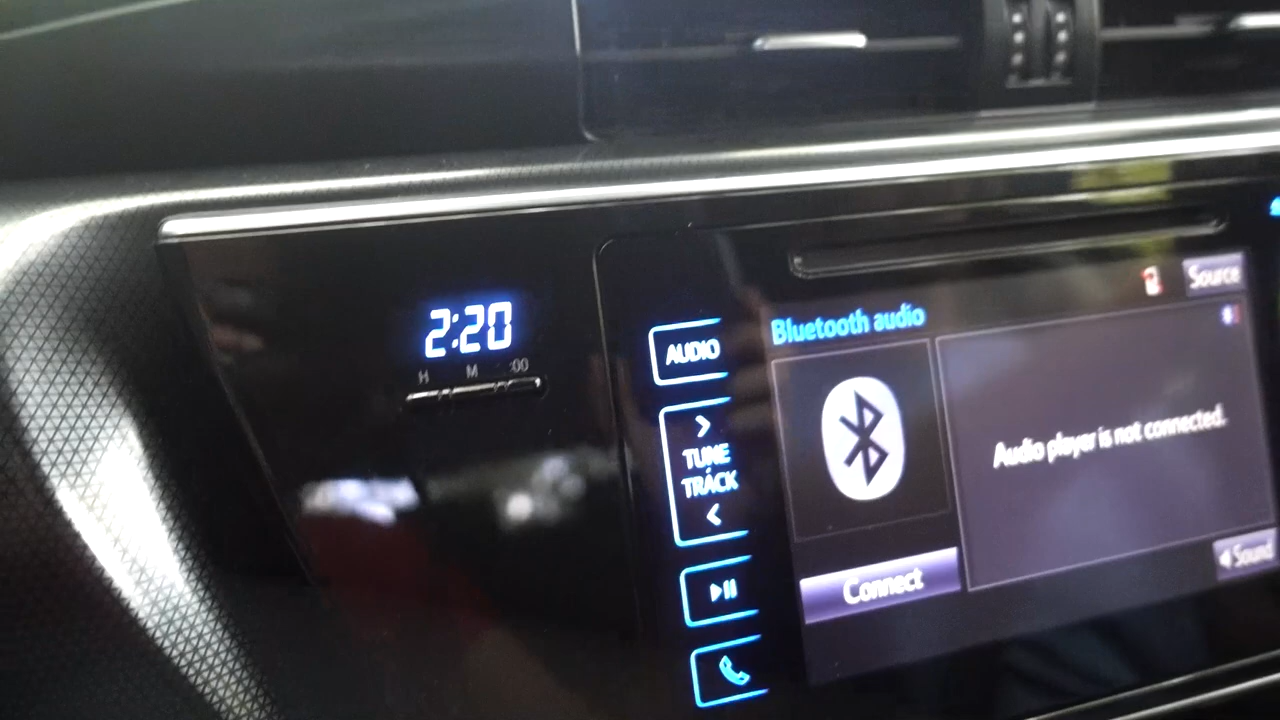 2:20
H M :00
AUDIO
>
TUNE
TRACK
<
Source
Bluetooth audio
Audio player is not connected.
Connect
Sound